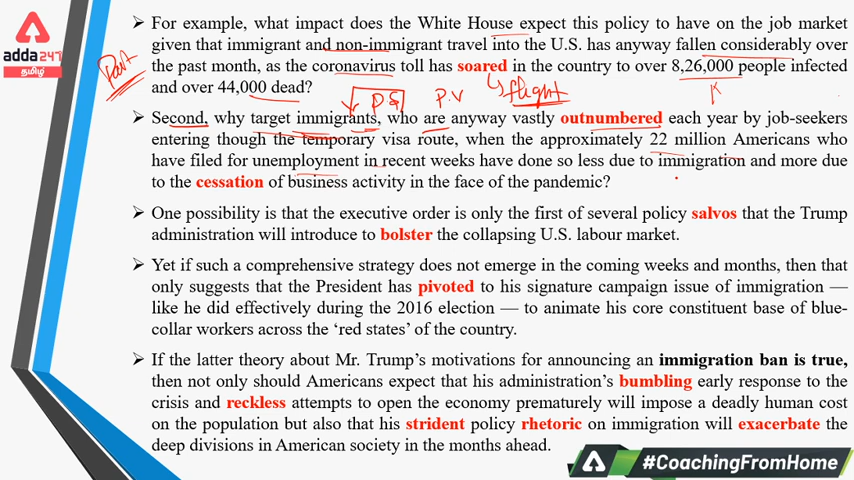 ➢ For example, what impact does the White House expect this policy to have on the job market
given that immigrant and non-immigrant travel into the U.S. has anyway fallen considerably over
the past month, as the coronavirus toll has soared in the country to over 8,26,000 people infected
and over 44,000 dead?
adda247
தமிழ்
Past
flight
K
P.S
P.V
➢ Second, why target immigrants, who are anyway vastly outnumbered each year by job-seekers
entering though the temporary visa route, when the approximately 22 million Americans who
have filed for unemployment in recent weeks have done so less due to immigration and more due
to the cessation of business activity in the face of the pandemic?
➢ One possibility is that the executive order is only the first of several policy salvos that the Trump
administration will introduce to bolster the collapsing U.S. labour market.
➢ Yet if such a comprehensive strategy does not emerge in the coming weeks and months, then that
only suggests that the President has pivoted to his signature campaign issue of immigration —
like he did effectively during the 2016 election — to animate his core constituent base of blue-
collar workers across the ‘red states’ of the country.
➢ If the latter theory about Mr. Trump’s motivations for announcing an immigration ban is true,
then not only should Americans expect that his administration’s bumbling early response to the
crisis and reckless attempts to open the economy prematurely will impose a deadly human cost
on the population but also that his strident policy rhetoric on immigration will exacerbate the
deep divisions in American society in the months ahead.
#CoachingFromHome